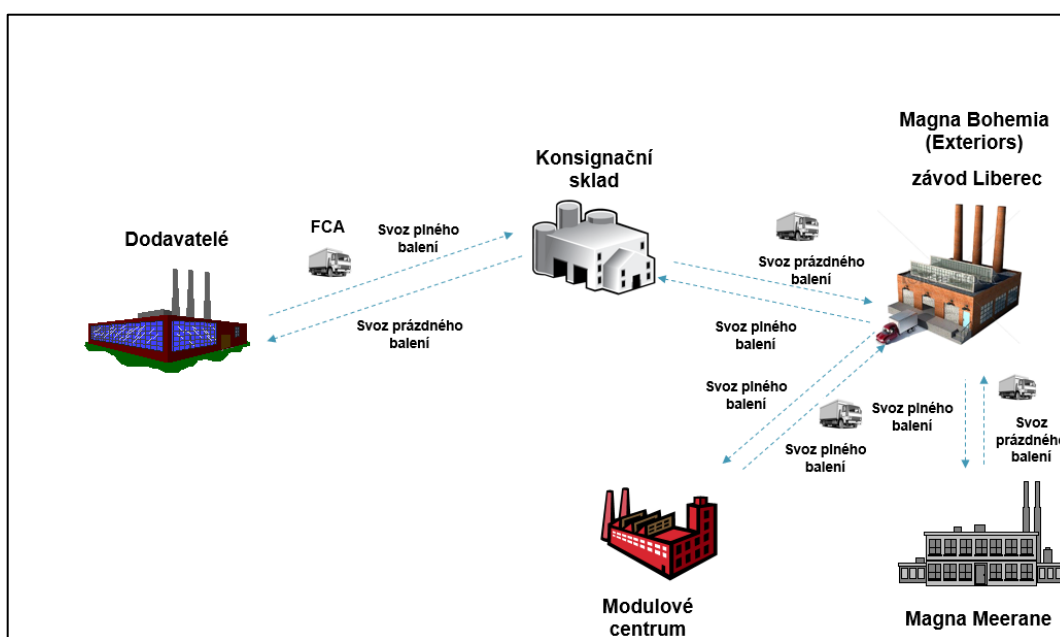 Magna Bohemia
(Exteriors)
závod Liberec
Konsignační
sklad
Dodavatelé
FCA
Svoz plného
balení
Svoz prázdného
balení
Svoz prázdného
balení
Svoz plného
balení
Svoz plného
balení
Svoz plného
balení
Svoz plného
balení
Svoz
prázdného
balení
Modulové
centrum
Magna Meerane